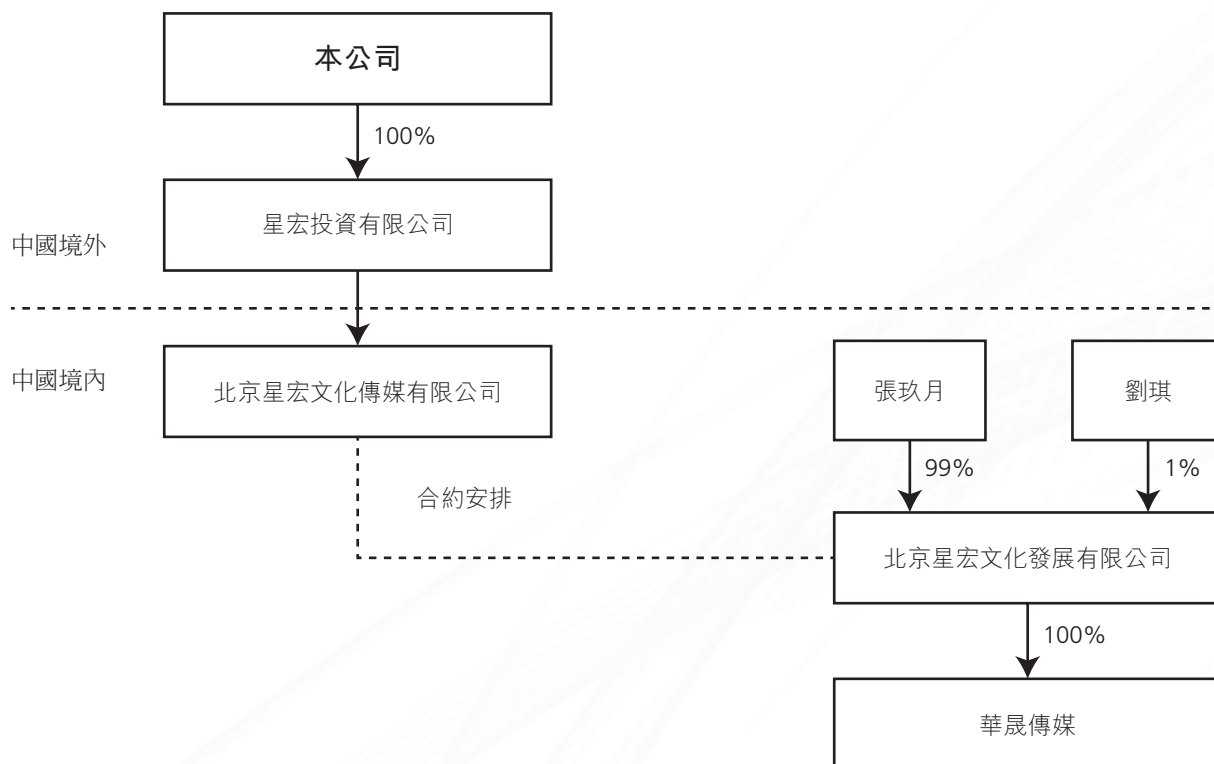 本公司
100%
星宏投資有限公司
中國境外
中國境內
北京星宏文化傳媒有限公司
張玖月
劉琪
99%
1%
合約安排
北京星宏文化發展有限公司
100%
華晟傳媒